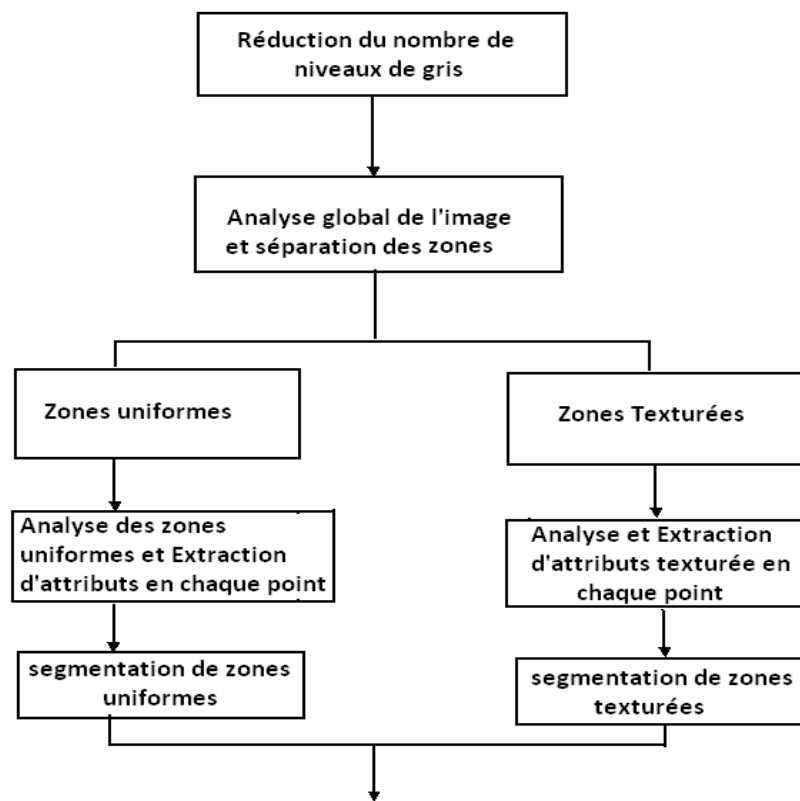 Réduction du nombre de
niveaux de gris
Analyse global de l'image
et séparation des zones
Zones uniformes
Zones Texturées
Analyse des zones
uniformes et Extraction
d'attributs en chaque point
Analyse et Extraction
d'attributs texturée en
chaque point
segmentation de zones
uniformes
segmentation de zones
texturées